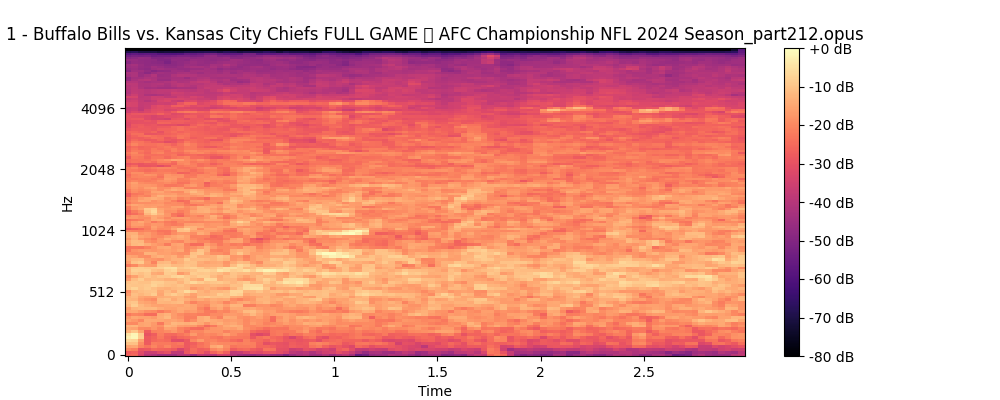 1 - Buffalo Bills vs. Kansas City Chiefs FULL GAME ▯ AFC Championship NFL 2024 Season_part212.opus
Hz
4096
2048
1024
512
0
0 0.5 1 1.5 2 2.5
Time
+0 dB
-10 dB
-20 dB
-30 dB
-40 dB
-50 dB
-60 dB
-70 dB
-80 dB